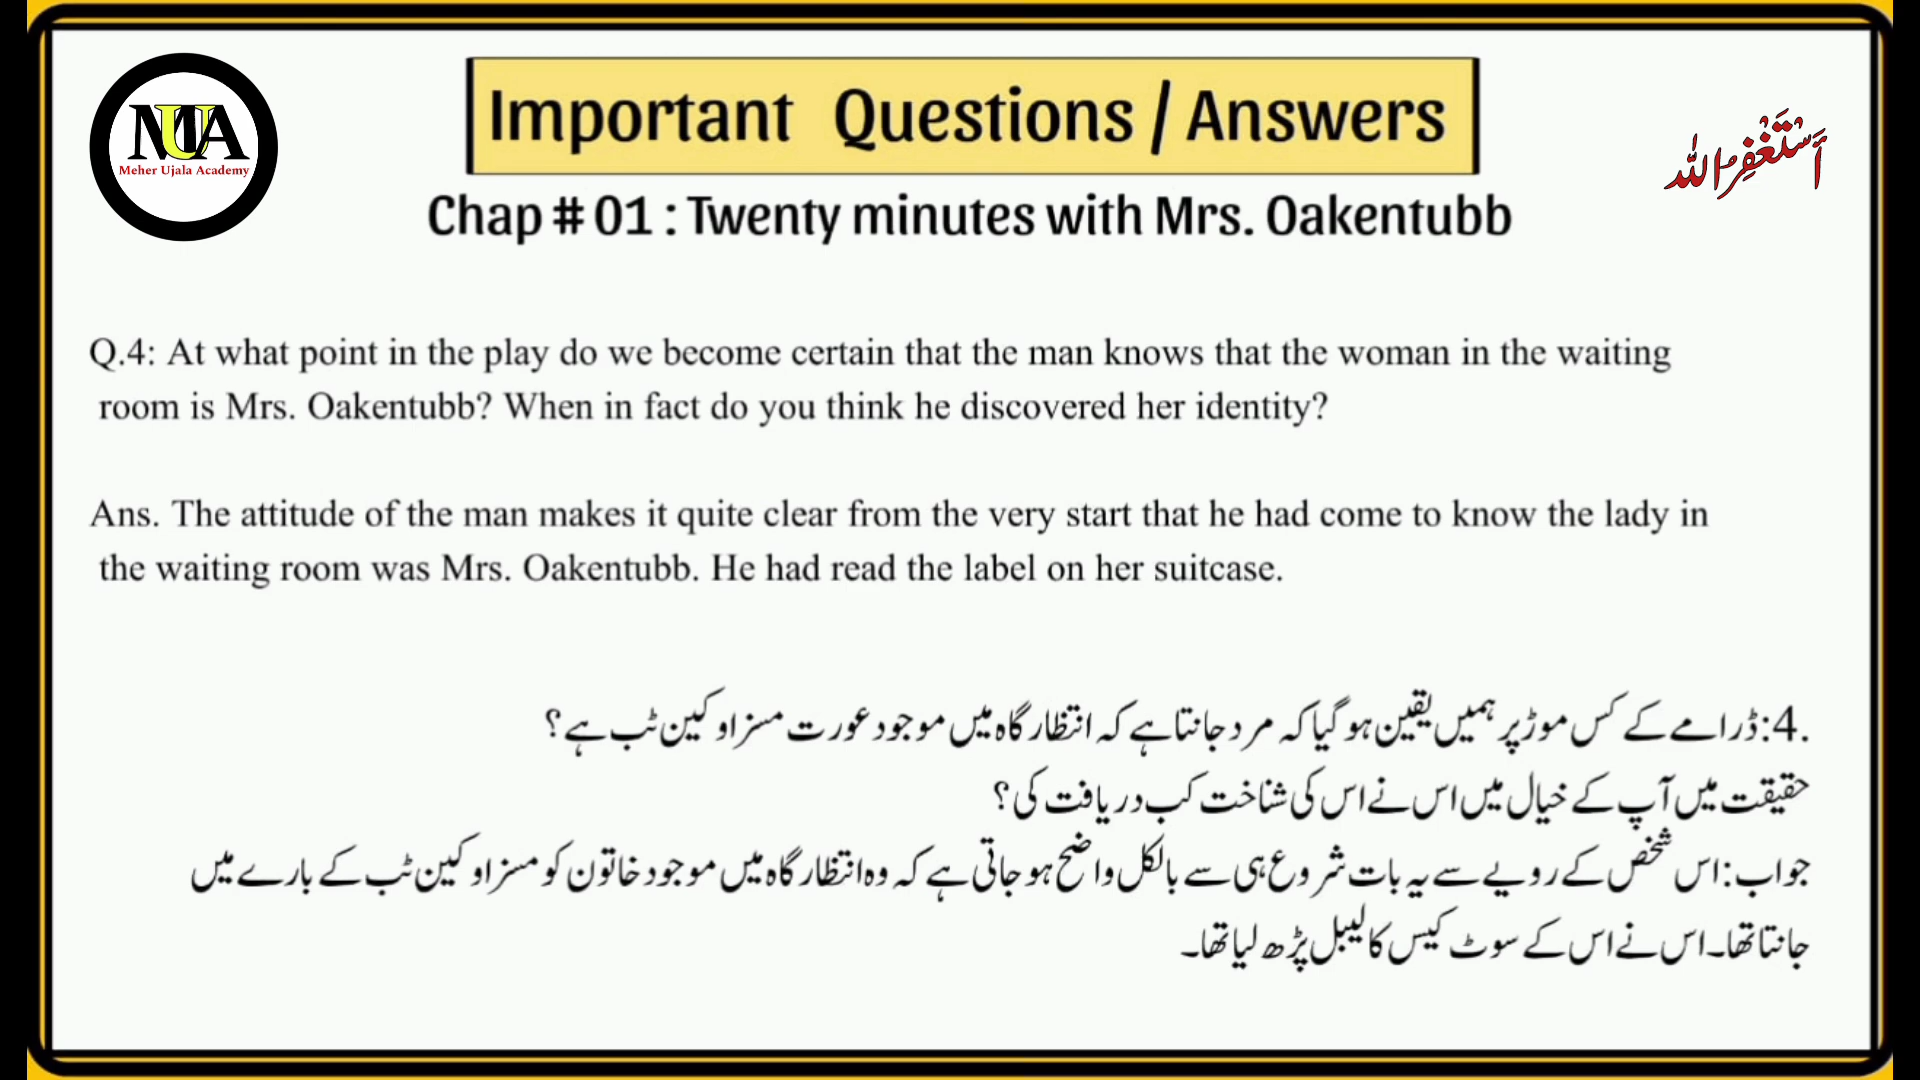 MUA
Meher Ujala Academy
Important Questions / Answers
أَسْتَغْفِرُ اللّٰه
Chap # 01 : Twenty minutes with Mrs. Oakentubb
Q.4: At what point in the play do we become certain that the man knows that the woman in the waiting
room is Mrs. Oakentubb? When in fact do you think he discovered her identity?
Ans. The attitude of the man makes it quite clear from the very start that he had come to know the lady in
the waiting room was Mrs. Oakentubb. He had read the label on her suitcase.
.4:ڈرامے کے کس موڑ پر ہمیں یقین ہو گیا کہ مرد جانتا ہے کہ انتظار گاہ میں موجود عورت مسز اوکین ٹب ہے؟
حقیقت میں آپ کے خیال میں اس نے اس کی شناخت کب دریافت کی؟
جواب: اس شخص کے رویے سے یہ بات شروع ہی سے بالکل واضح ہو جاتی ہے کہ وہ انتظار گاہ میں موجود خاتون کو مسز اوکین ٹب کے بارے میں
جانتا تھا۔ اس نے اس کے سوٹ کیس کا لیبل پڑھ لیا تھا۔